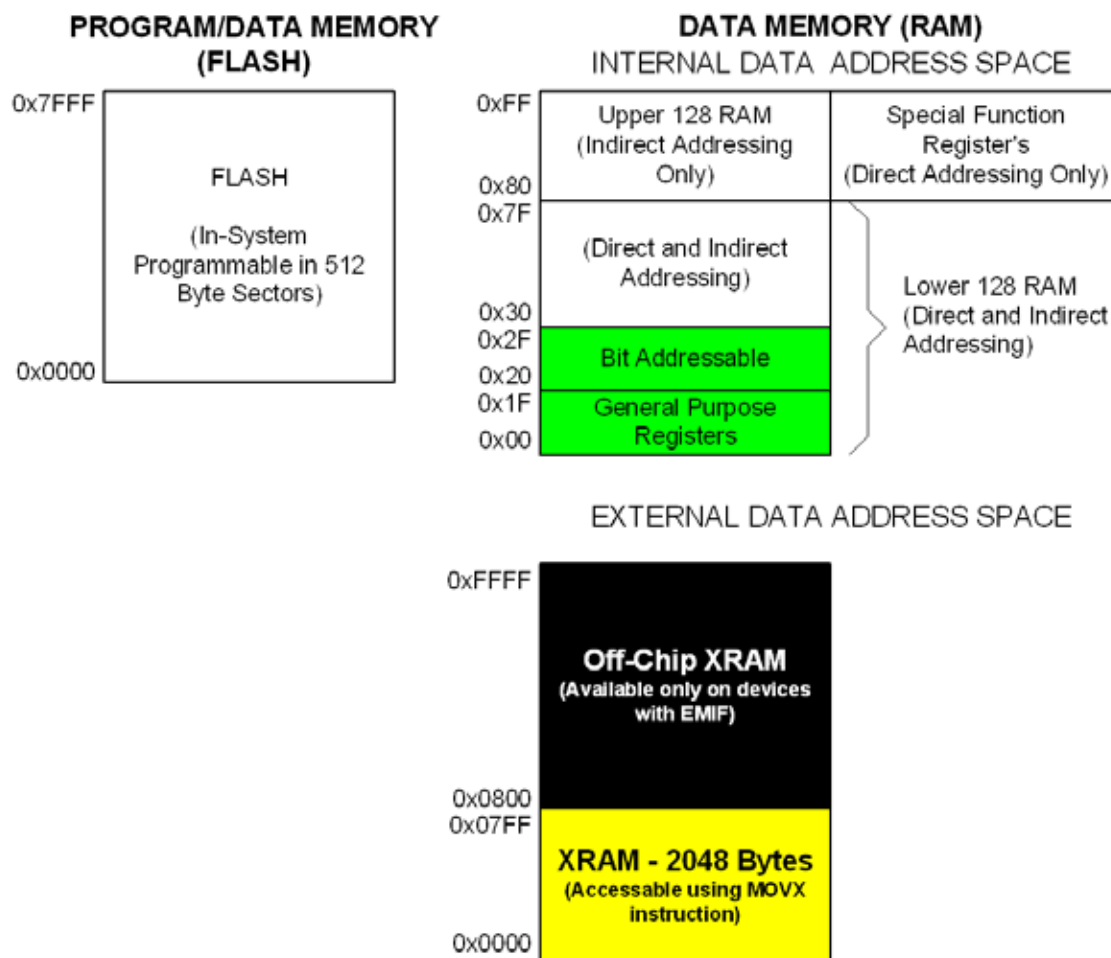 PROGRAM/DATA MEMORY
(FLASH)
0x7FFF
FLASH
(In-System
Programmable in 512
Byte Sectors)
0x0000
DATA MEMORY (RAM)
INTERNAL DATA ADDRESS SPACE
0xFF
Upper 128 RAM
(Indirect Addressing
Only)
0x80
Special Function
Register's
(Direct Addressing Only)
0x7F
(Direct and Indirect
Addressing)
0x30
Lower 128 RAM
(Direct and Indirect
Addressing)
0x2F
Bit Addressable
0x20
0x1F
General Purpose
Registers
0x00
EXTERNAL DATA ADDRESS SPACE
0xFFFF
Off-Chip XRAM
(Available only on devices
with EMIF)
0x0800
0x07FF
XRAM - 2048 Bytes
(Accessable using MOVX
instruction)
0x0000